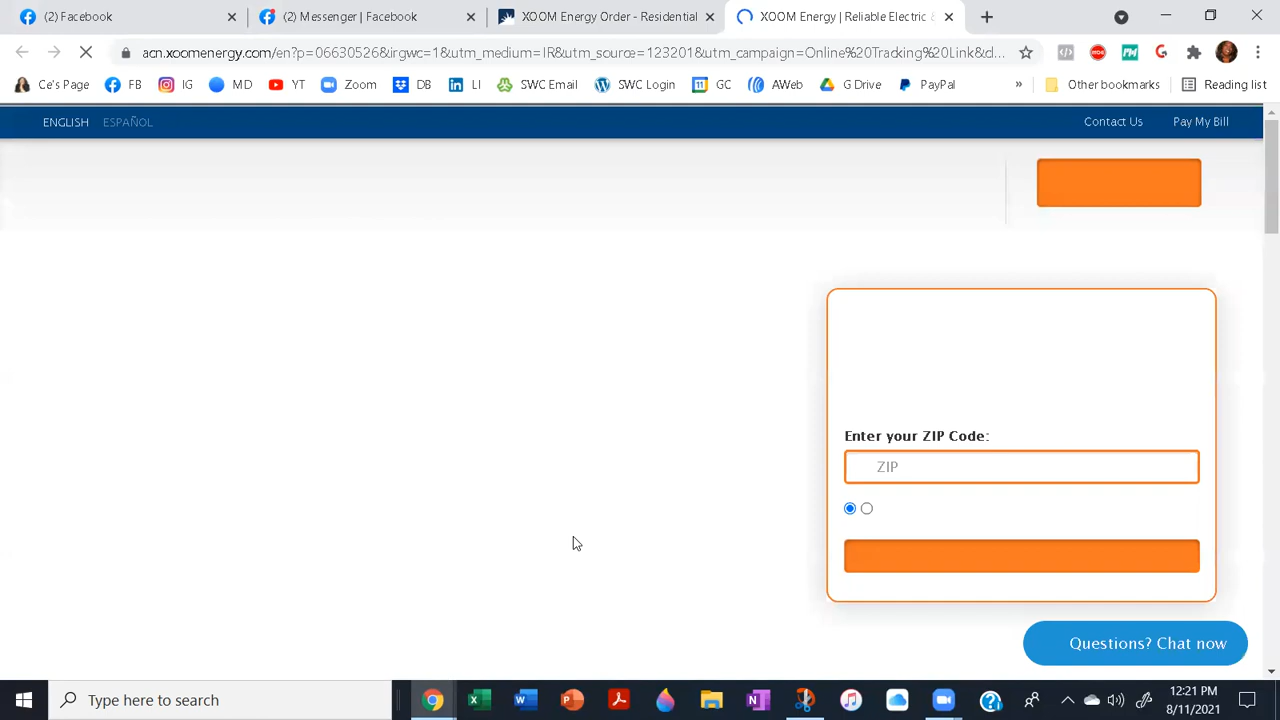 (2) Facebook
(2) Messenger | Facebook
XOOM Energy Order - Residential
XOOM Energy | Reliable Electric &
acn.xoomenergy.com/en?p=06630526&irgwc=1&utm_medium=IR&utm_source=123201&utm_campaign=Online%20Tracking%20Link&d...
Ce's Page FB IG MD YT Zoom DB LI SWC Email SWC Login GC AWeb G Drive PayPal » Other bookmarks Reading list
ENGLISH ESPAÑOL Contact Us Pay My Bill
Enter your ZIP Code:
ZIP
Questions? Chat now
Type here to search
12:21 PM
8/11/2021